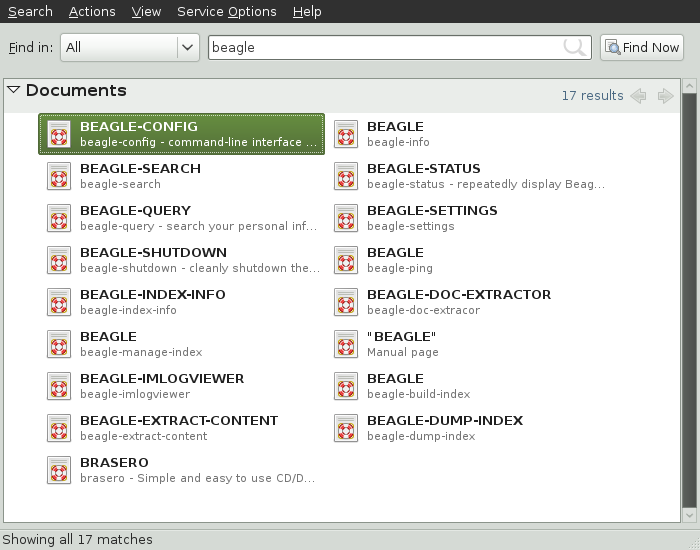 Search Actions View Service Options Help
Find in: All beagle Find Now
Documents
17 results
BEAGLE-CONFIG
beagle-config - command-line interface ...
BEAGLE
beagle-info
BEAGLE-SEARCH
beagle-search
BEAGLE-STATUS
beagle-status - repeatedly display Beag...
BEAGLE-QUERY
beagle-query - search your personal inf...
BEAGLE-SETTINGS
beagle-settings
BEAGLE-SHUTDOWN
beagle-shutdown - cleanly shutdown the...
BEAGLE
beagle-ping
BEAGLE-INDEX-INFO
beagle-index-info
BEAGLE-DOC-EXTRACTOR
beagle-doc-extracor
BEAGLE
beagle-manage-index
"BEAGLE"
Manual page
BEAGLE-IMLOGVIEWER
beagle-imlogviewer
BEAGLE
beagle-build-index
BEAGLE-EXTRACT-CONTENT
beagle-extract-content
BEAGLE-DUMP-INDEX
beagle-dump-index
BRASERO
brasero - Simple and easy to use CD/D...
Showing all 17 matches